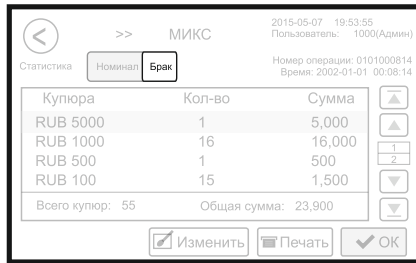 >> МИКС
2015-05-07 19:53:55
Пользователь: 1000(Админ)
Статистика
Номинал Брак
Номер операции: 0101000814
Время: 2002-01-01 00:08:14
Купюра Кол-во Сумма
RUB 5000 1 5,000
RUB 1000 16 16,000
RUB 500 1 500
RUB 100 15 1,500
1
2
Всего купюр: 55 Общая сумма: 23,900
Изменить Печать OK